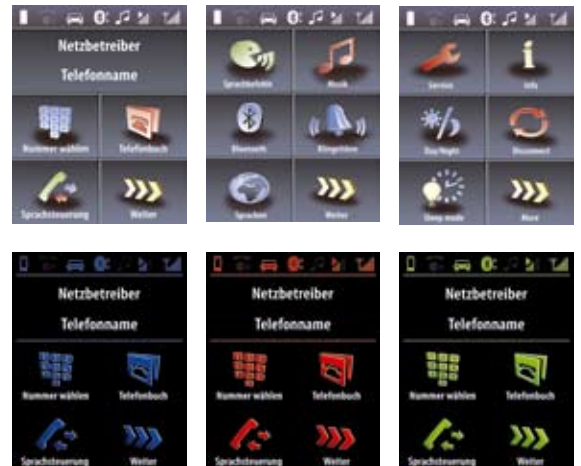 Netzbetreiber
Telefonname
Nummer wählen
Telefonbuch
Sprachsteuerung
Weiter
Sprachbefehle
Musik
Bluetooth
Klingeltöne
Sprachen
Weiter
Service
Info
Day/Night
Disconnect
Sleep mode
More
Netzbetreiber
Telefonname
Nummer wählen
Telefonbuch
Sprachsteuerung
Weiter
Netzbetreiber
Telefonname
Nummer wählen
Telefonbuch
Sprachsteuerung
Weiter
Netzbetreiber
Telefonname
Nummer wählen
Telefonbuch
Sprachsteuerung
Weiter